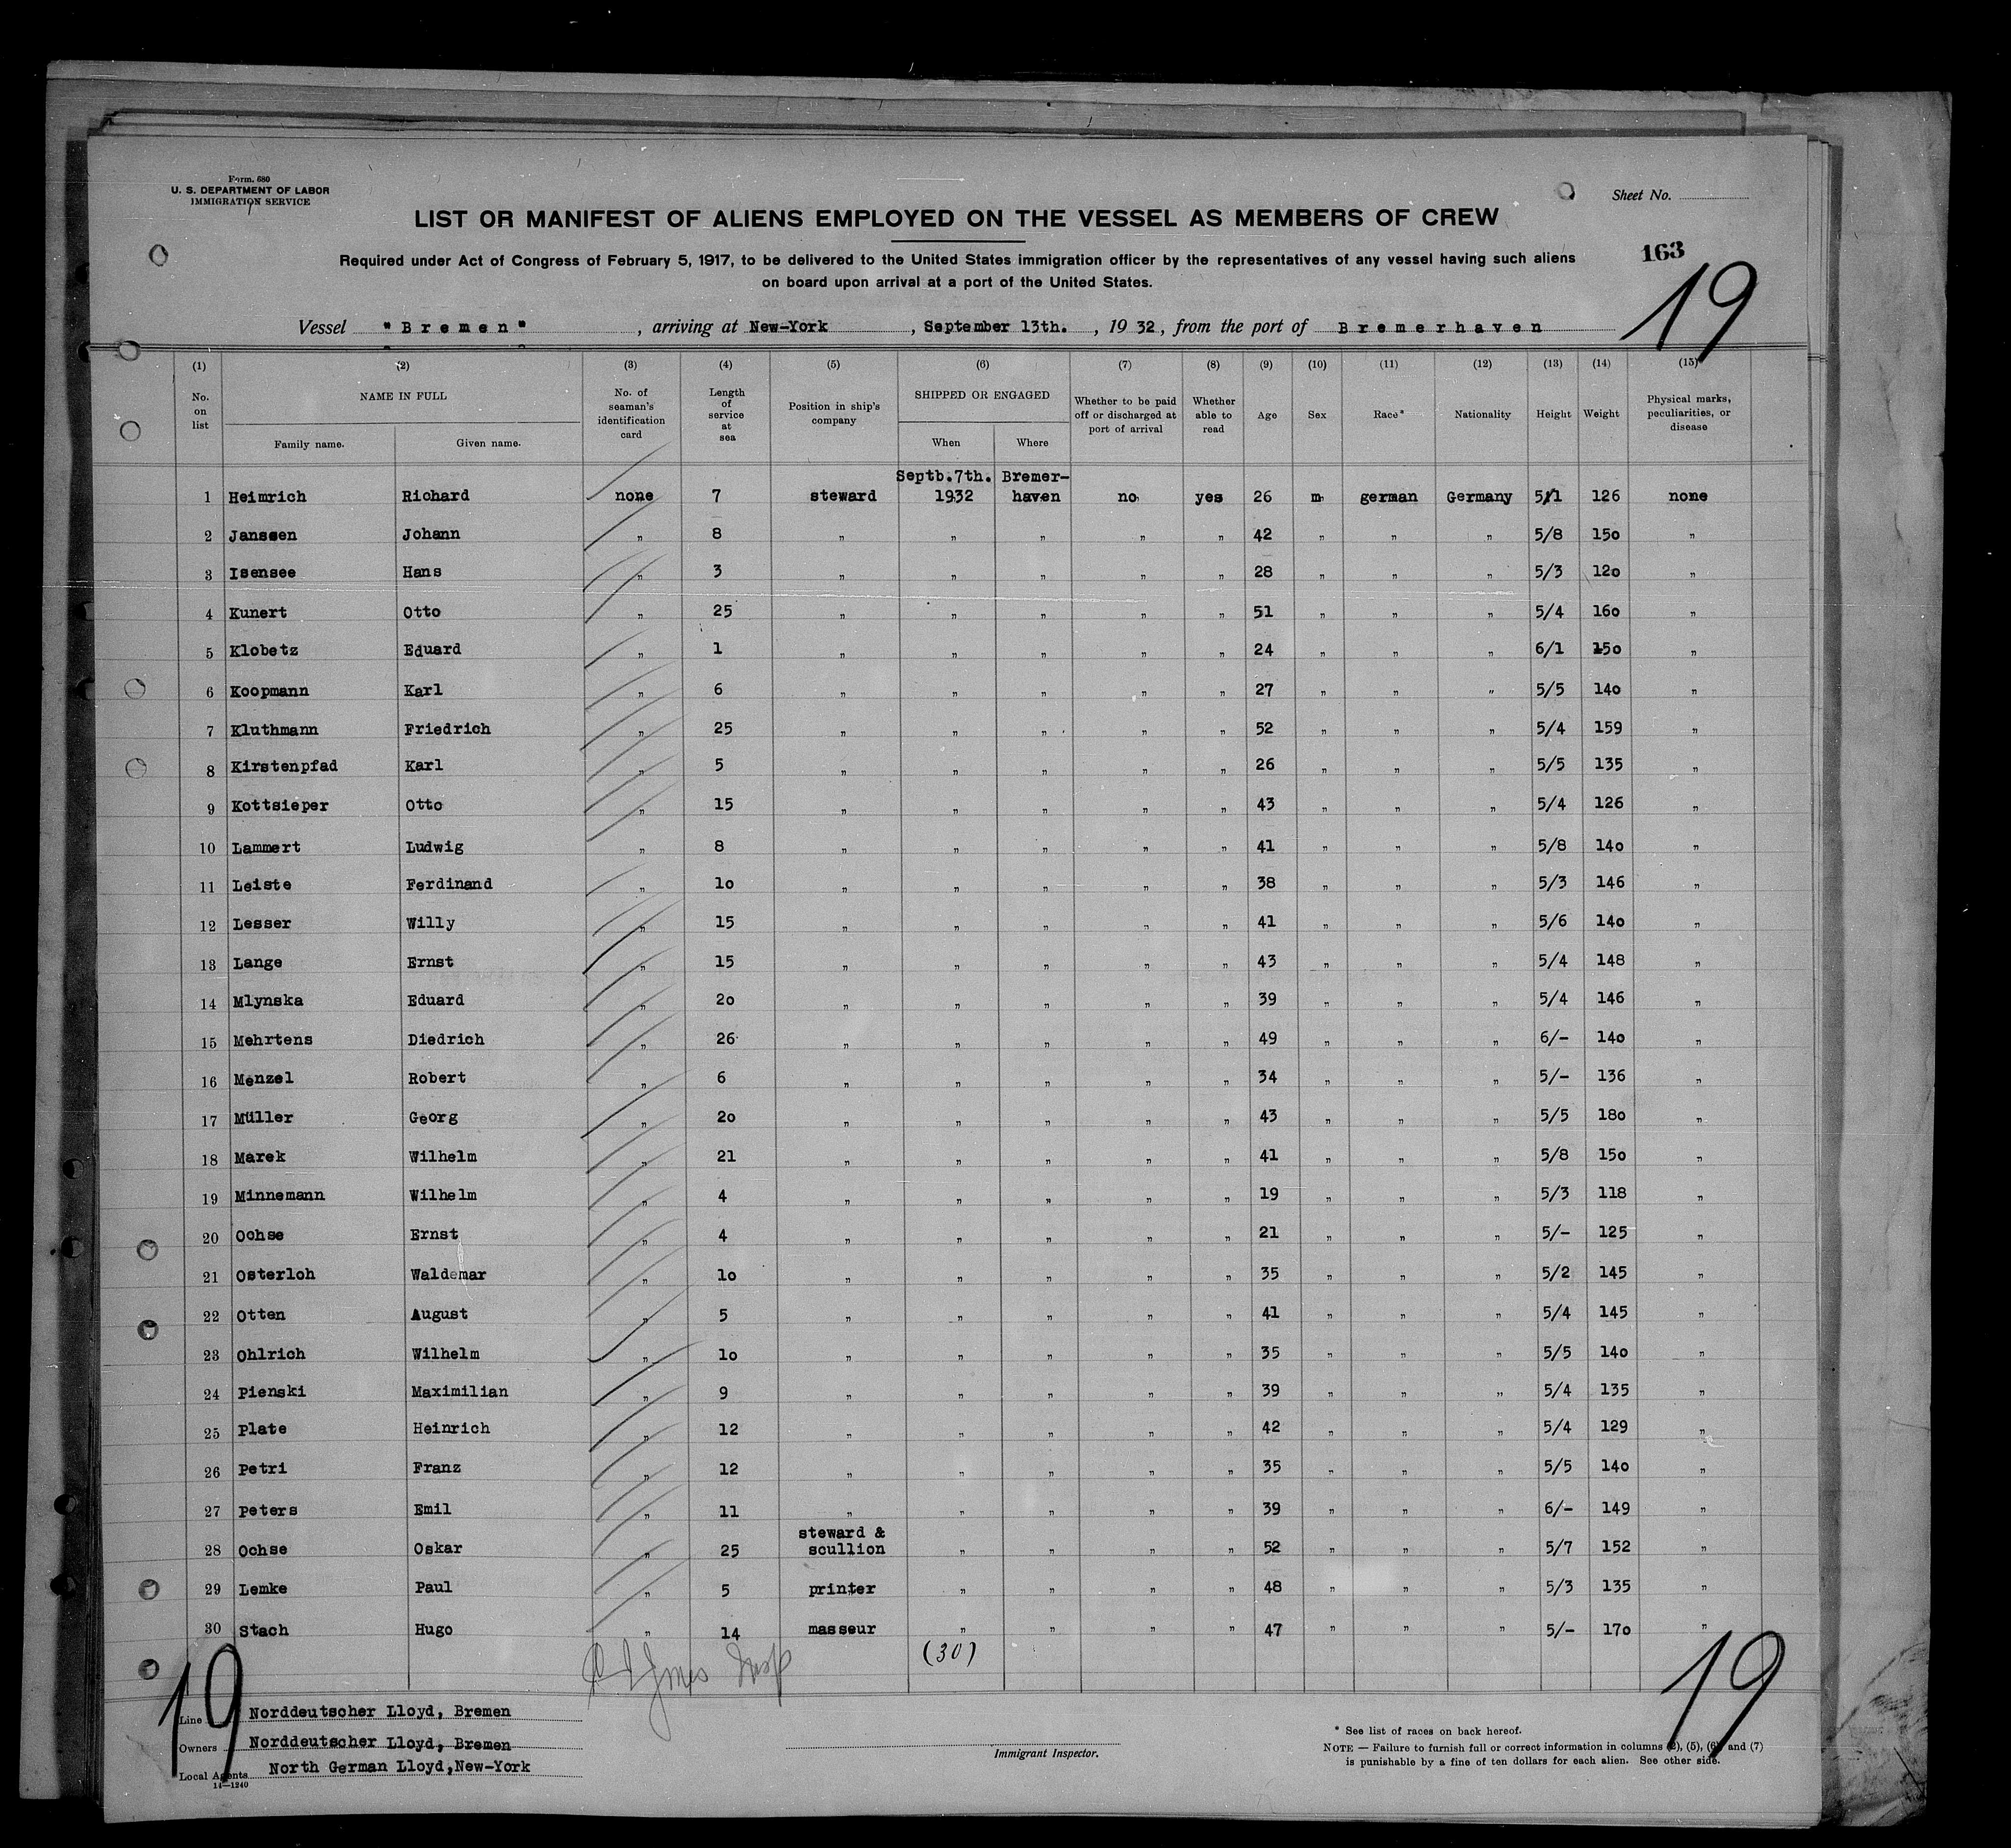 Form. 680
U. S. DEPARTMENT OF LABOR
IMMIGRATION SERVICE
Sheet No.
LIST OR MANIFEST OF ALIENS EMPLOYED ON THE VESSEL AS MEMBERS OF CREW
163
19
Required under Act of Congress of February 5, 1917, to be delivered to the United States immigration officer by the representatives of any vessel having such aliens
on board upon arrival at a port of the United States.
Vessel "Bremen", arriving at New-York, September 13th., 1932, from the port of Bremerhaven
(1) (2) (3) (4) (5) (6) (7) (8) (9) (10) (11) (12) (13) (14) (15)
No. on list NAME IN FULL Family name. Given name. No. of seaman's identification card Length of service at sea Position in ship's company SHIPPED OR ENGAGED When Where Whether to be paid off or discharged at port of arrival Whether able to read Age Sex Race* Nationality Height Weight Physical marks, peculiarities, or disease
1 Heimrich Richard none 7 steward Septb.7th. 1932 Bremer-haven no yes 26 m german Germany 5/1 126 none
2 Janssen Johann " 8 " " " " " 42 " " " 5/8 150 "
3 Isensee Hans " 3 " " " " " 28 " " " 5/3 120 "
4 Kunert Otto " 25 " " " " " 51 " " " 5/4 160 "
5 Klobetz Eduard " 1 " " " " " 24 " " " 6/1 150 "
6 Koopmann Karl " 6 " " " " " 27 " " " 5/5 140 "
7 Kluthmann Friedrich " 25 " " " " " 52 " " " 5/4 159 "
8 Kirstenpfad Karl " 5 " " " " " 26 " " " 5/5 135 "
9 Kottsieper Otto " 15 " " " " " 43 " " " 5/4 126 "
10 Lammert Ludwig " 8 " " " " " 41 " " " 5/8 140 "
11 Leiste Ferdinand " 10 " " " " " 38 " " " 5/3 146 "
12 Lesser Willy " 15 " " " " " 41 " " " 5/6 140 "
13 Lange Ernst " 15 " " " " " 43 " " " 5/4 148 "
14 Mlynska Eduard " 20 " " " " " 39 " " " 5/4 146 "
15 Mehrtens Diedrich " 26 " " " " " 49 " " " 6/- 140 "
16 Menzel Robert " 6 " " " " " 34 " " " 5/- 136 "
17 Müller Georg " 20 " " " " " 43 " " " 5/5 180 "
18 Marek Wilhelm " 21 " " " " " 41 " " " 5/8 150 "
19 Minnemann Wilhelm " 4 " " " " " 19 " " " 5/3 118 "
20 Ochse Ernst " 4 " " " " " 21 " " " 5/- 125 "
21 Osterloh Waldemar " 10 " " " " " 35 " " " 5/2 145 "
22 Otten August " 5 " " " " " 41 " " " 5/4 145 "
23 Ohlrich Wilhelm " 10 " " " " " 35 " " " 5/5 140 "
24 Pienski Maximilian " 9 " " " " " 39 " " " 5/4 135 "
25 Plate Heinrich " 12 " " " " " 42 " " " 5/4 129 "
26 Petri Franz " 12 " " " " " 35 " " " 5/5 140 "
27 Peters Emil " 11 " " " " " 39 " " " 6/- 149 "
28 Ochse Oskar " 25 steward & scullion " " " " 52 " " " 5/7 152 "
29 Lemke Paul " 5 printer " " " " 48 " " " 5/3 135 "
30 Stach Hugo " 14 masseur " " " " 47 " " " 5/- 170 "
(30)
19
19
Line Norddeutscher Lloyd, Bremen
Owners Norddeutscher Lloyd, Bremen
Local Agents North German Lloyd,New-York
14-1240
Immigrant Inspector.
* See list of races on back hereof.
NOTE — Failure to furnish full or correct information in columns (2), (5), (6), and (7)
is punishable by a fine of ten dollars for each alien. See other side.